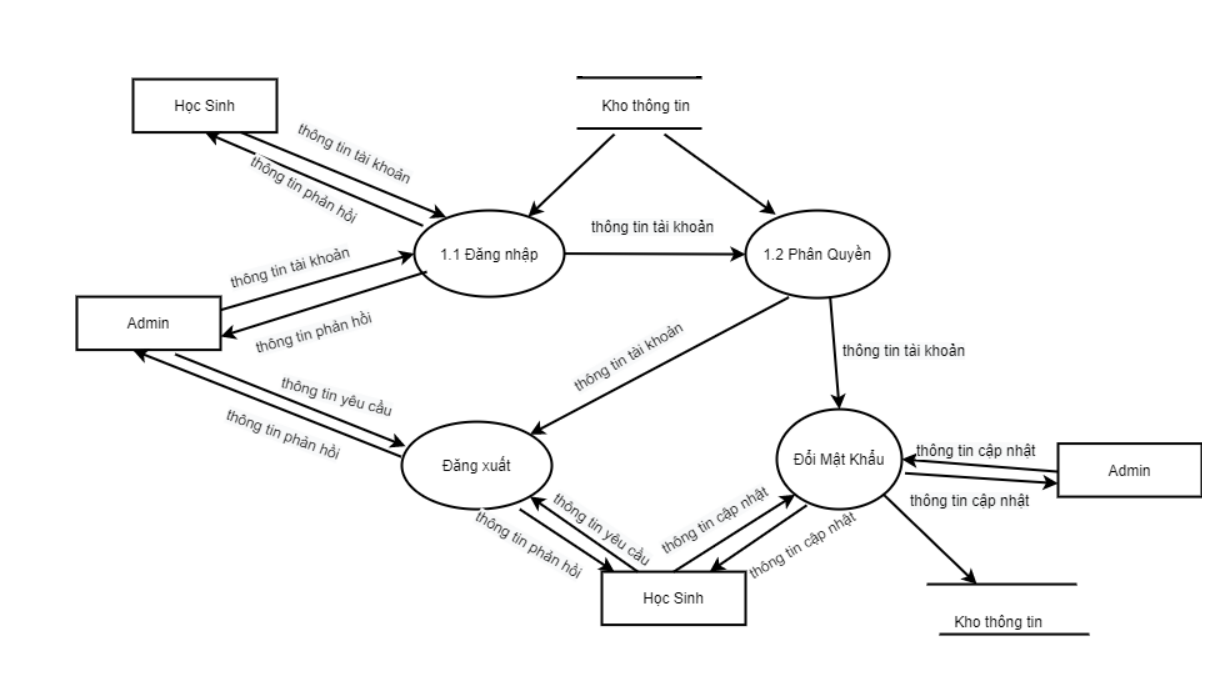 Học Sinh
Kho thông tin
thông tin tài khoản
thông tin phản hồi
thông tin tài khoản
1.1 Đăng nhập
1.2 Phân Quyền
thông tin tài khoản
Admin
thông tin phản hồi
thông tin tài khoản
thông tin tài khoản
thông tin yêu cầu
thông tin phản hồi
Đăng xuất
Đổi Mật Khẩu
thông tin cập nhật
Admin
thông tin cập nhật
thông tin yêu cầu
thông tin phản hồi
thông tin cập nhật
thông tin cập nhật
Học Sinh
Kho thông tin